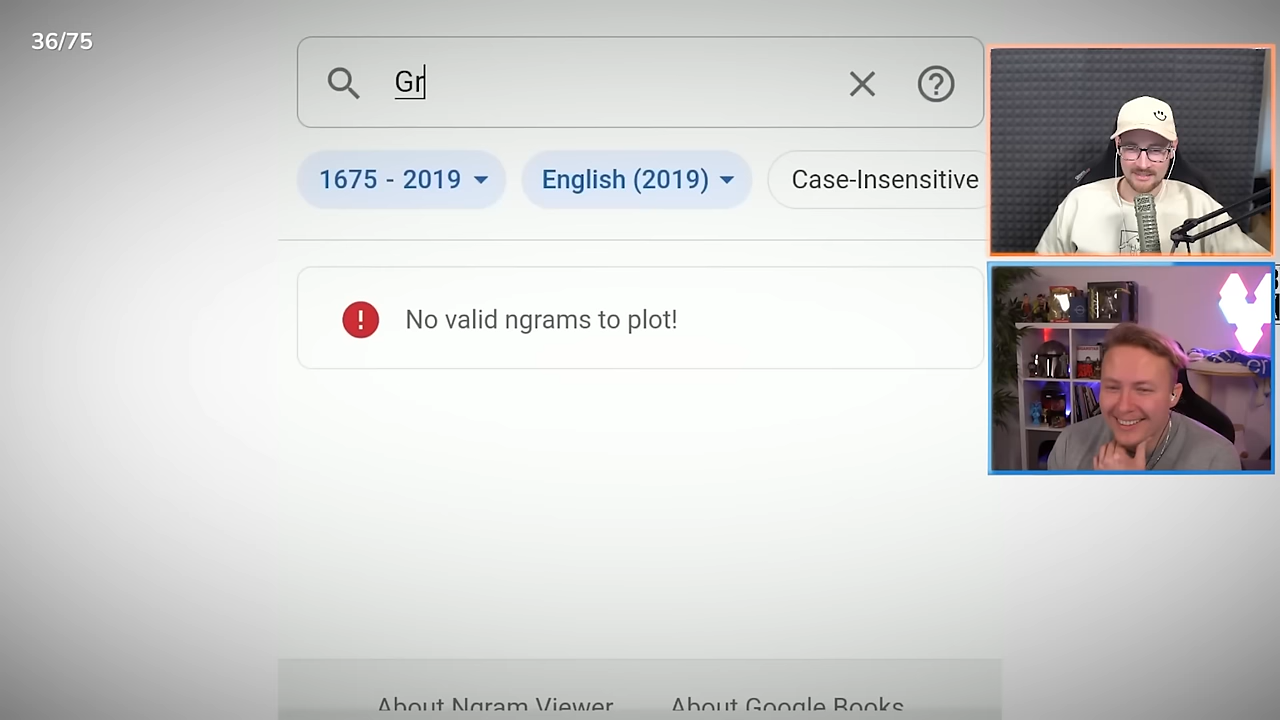 36/75
Gr
1675 - 2019
English (2019)
Case-Insensitive
No valid ngrams to plot!
About Ngram Viewer
About Google Books